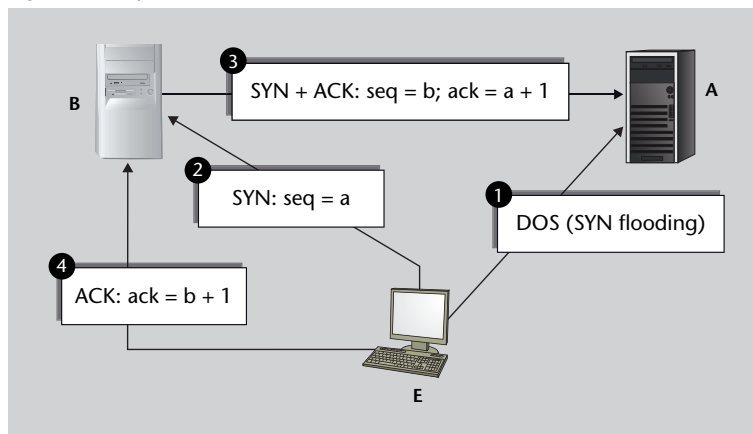 3
SYN + ACK: seq = b; ack = a + 1
B
A
2
SYN: seq = a
1
DOS (SYN flooding)
4
ACK: ack = b + 1
E